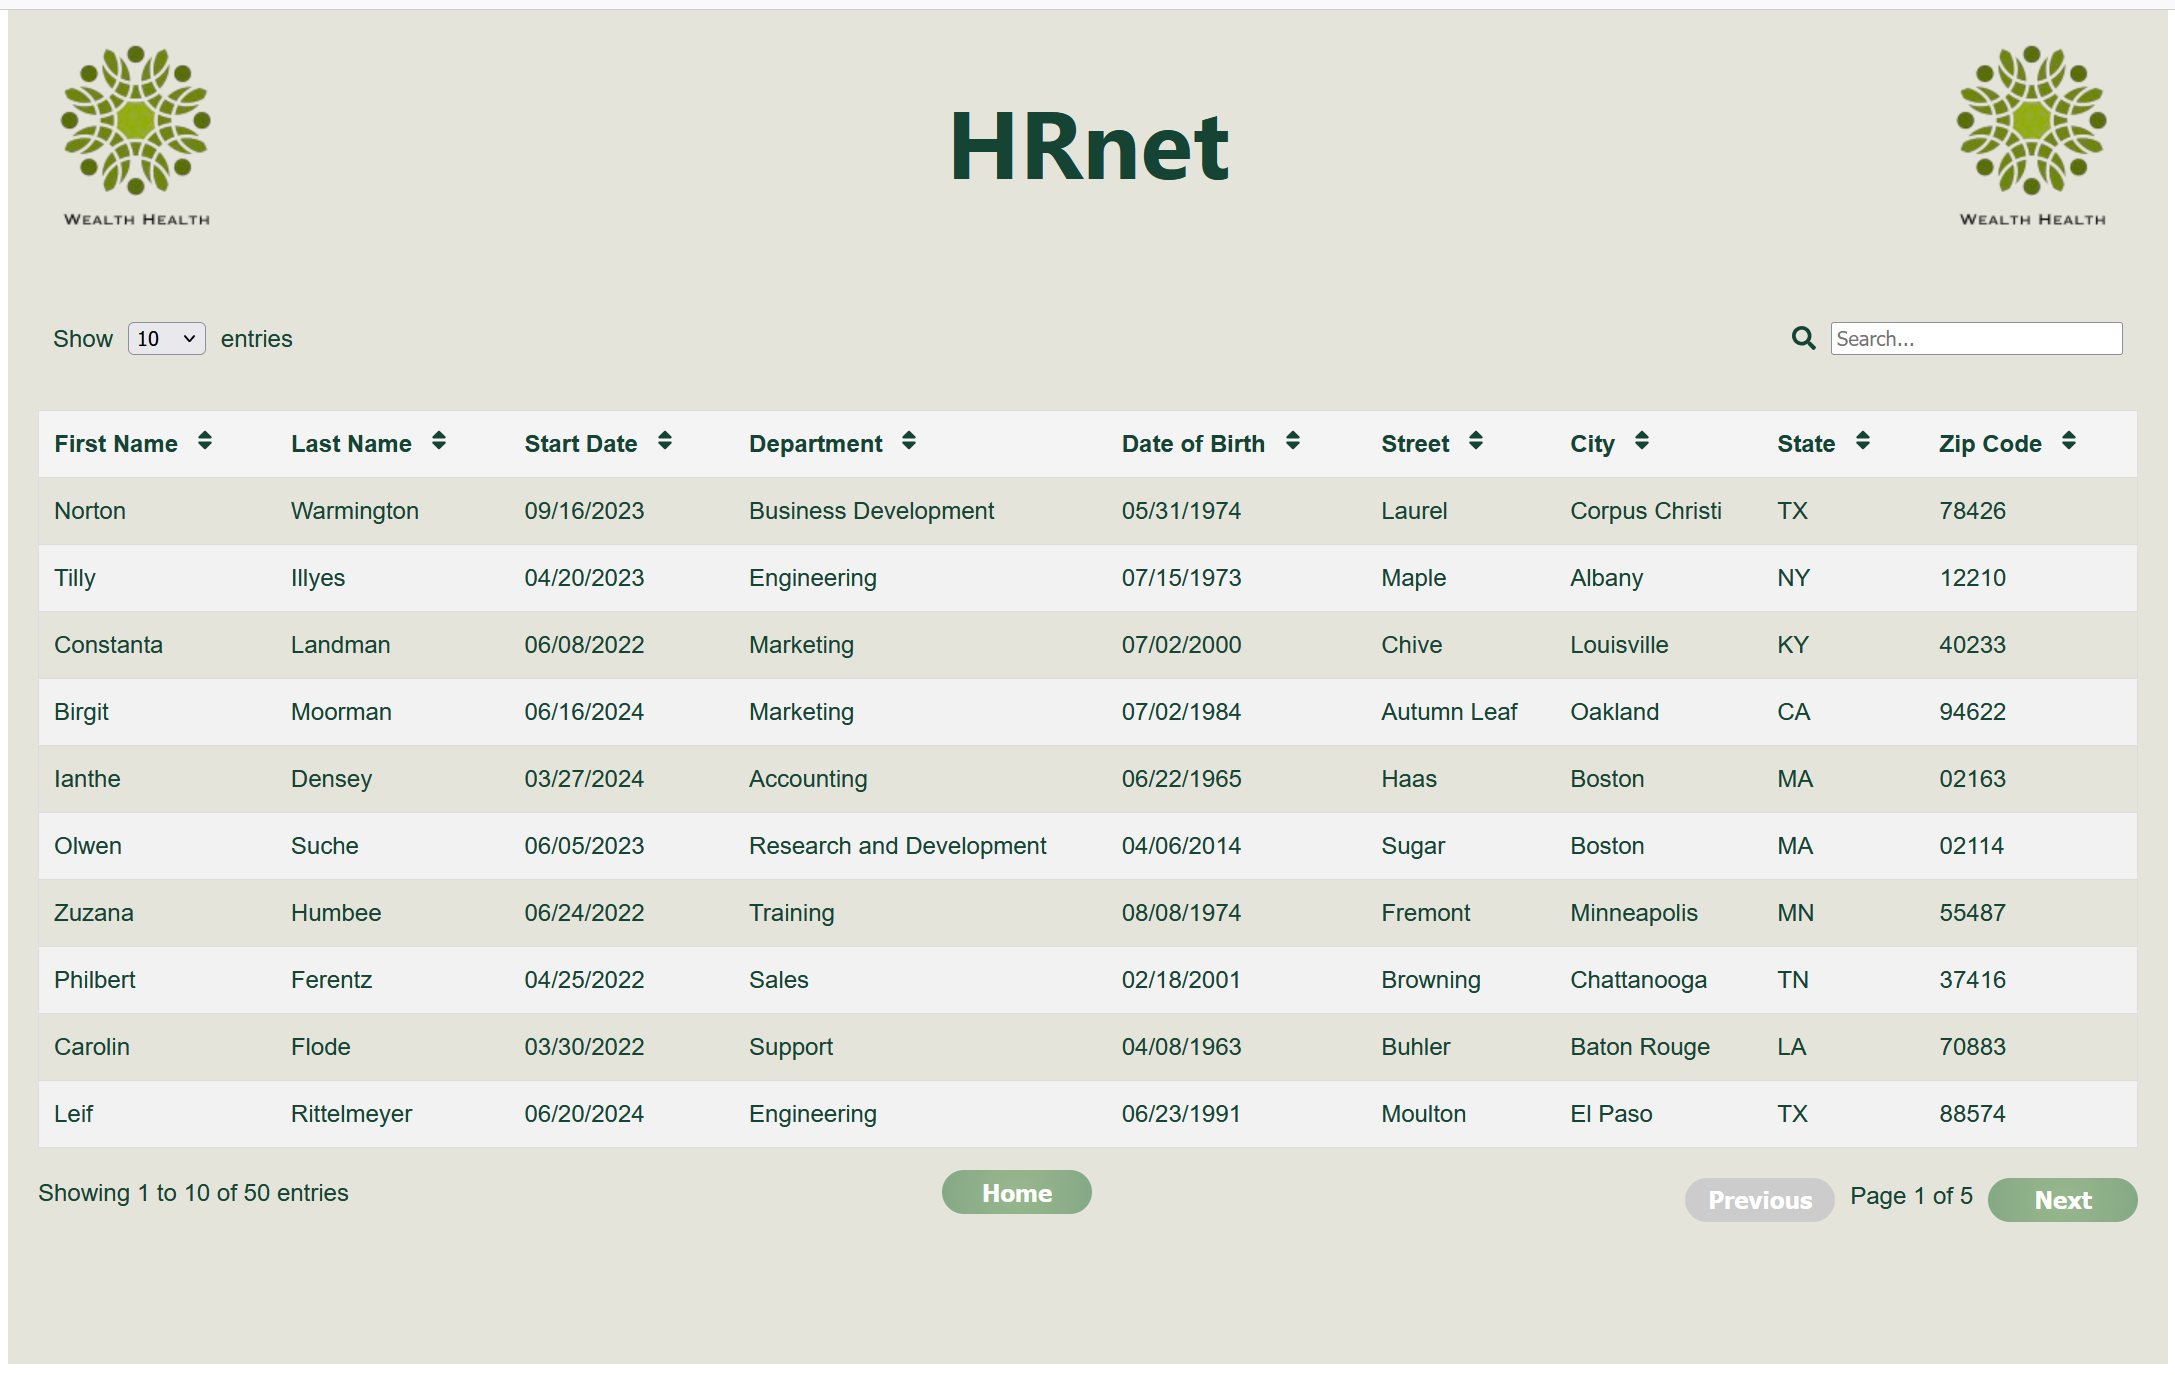 HRnet
WEALTH HEALTH
WEALTH HEALTH
Show 10 entries
Search...
First Name Last Name Start Date Department Date of Birth Street City State Zip Code
Norton Warmington 09/16/2023 Business Development 05/31/1974 Laurel Corpus Christi TX 78426
Tilly Illyes 04/20/2023 Engineering 07/15/1973 Maple Albany NY 12210
Constanta Landman 06/08/2022 Marketing 07/02/2000 Chive Louisville KY 40233
Birgit Moorman 06/16/2024 Marketing 07/02/1984 Autumn Leaf Oakland CA 94622
Ianthe Densey 03/27/2024 Accounting 06/22/1965 Haas Boston MA 02163
Olwen Suche 06/05/2023 Research and Development 04/06/2014 Sugar Boston MA 02114
Zuzana Humbee 06/24/2022 Training 08/08/1974 Fremont Minneapolis MN 55487
Philbert Ferentz 04/25/2022 Sales 02/18/2001 Browning Chattanooga TN 37416
Carolin Flode 03/30/2022 Support 04/08/1963 Buhler Baton Rouge LA 70883
Leif Rittelmeyer 06/20/2024 Engineering 06/23/1991 Moulton El Paso TX 88574
Showing 1 to 10 of 50 entries
Home
Previous Page 1 of 5 Next